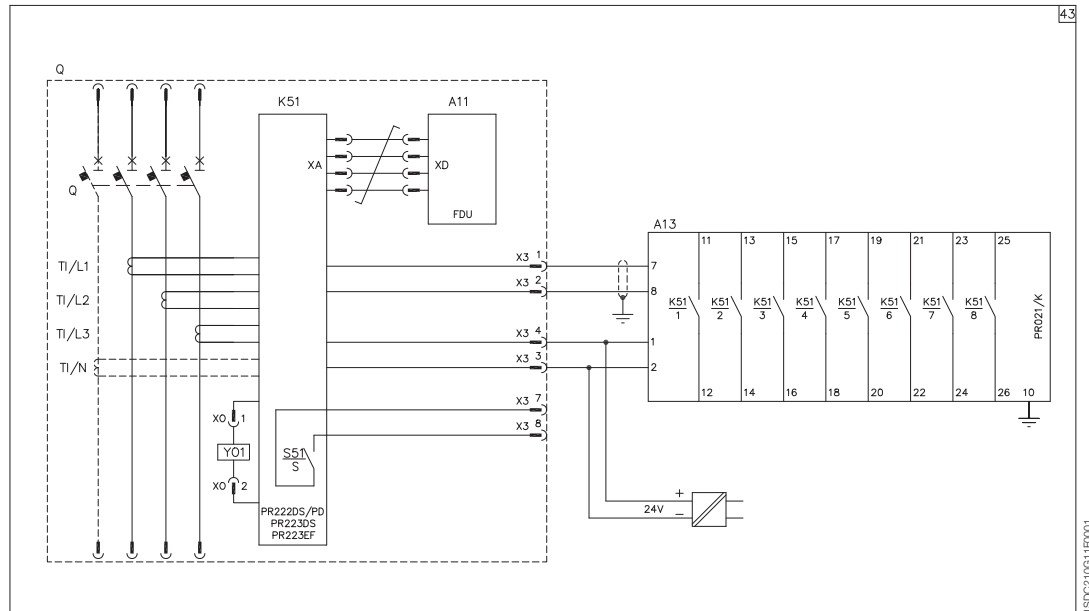 43
Q
K51
A11
XA
XD
FDU
Q
A13
11 13 15 17 19 21 23 25
TI/L1
X3 1
7
TI/L2
X3 2
8
K51/1 K51/2 K51/3 K51/4 K51/5 K51/6 K51/7 K51/8
PR021/K
TI/L3
X3 4
1
TI/N
X3 3
2
12 14 16 18 20 22 24 26 10
X3 7
X0 1
X3 8
Y01
S51/S
X0 2
PR222DS/PD
PR223DS
PR223EF
24V + −
1SDC210G11F0001